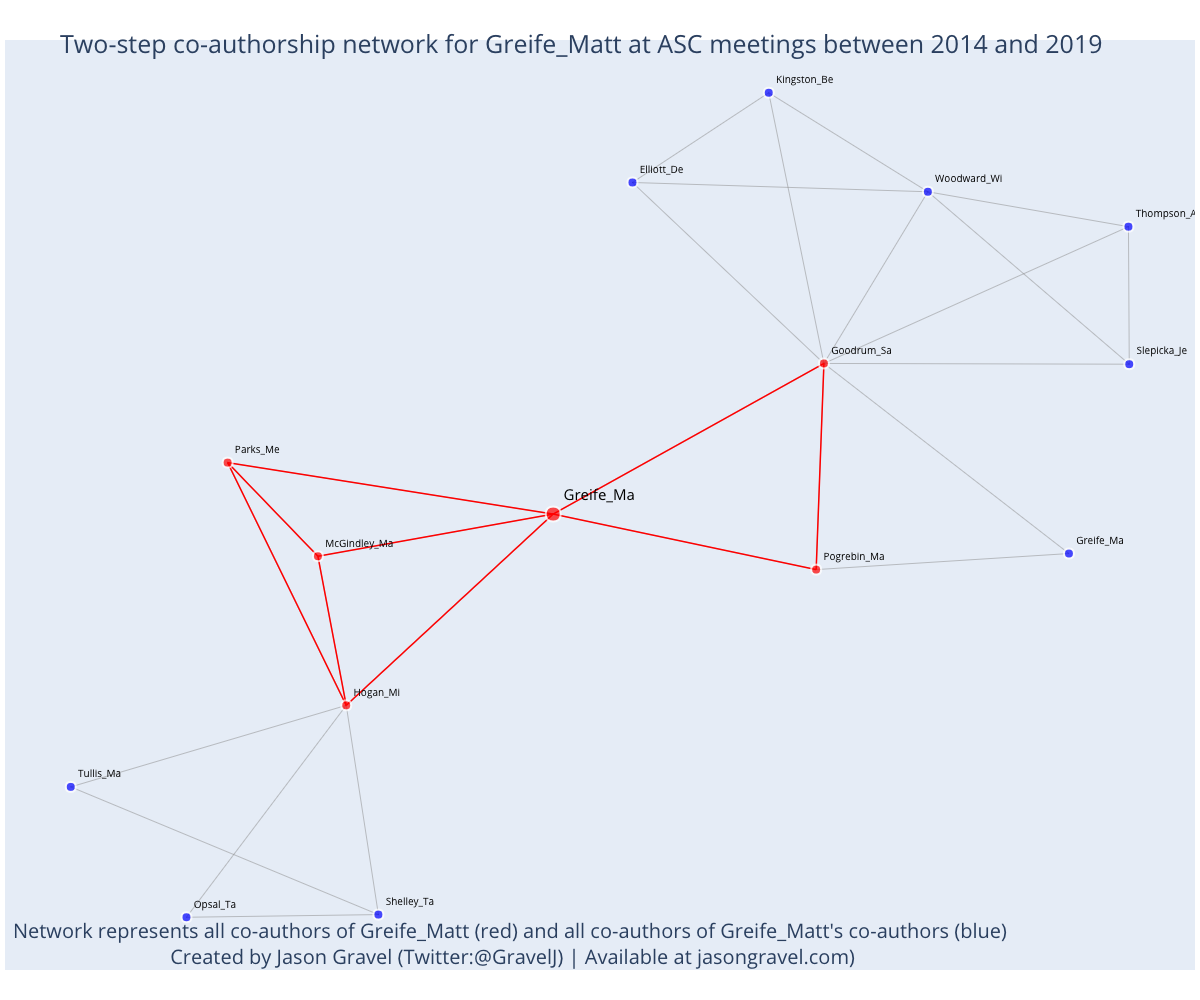 Two-step co-authorship network for Greife_Matt at ASC meetings between 2014 and 2019
Kingston_Be
Elliott_De
Woodward_Wi
Thompson_A
Goodrum_Sa
Slepicka_Je
Parks_Me
Greife_Ma
McGindley_Ma
Pogrebin_Ma
Greife_Ma
Hogan_Mi
Tullis_Ma
Opsal_Ta
Shelley_Ta
Network represents all co-authors of Greife_Matt (red) and all co-authors of Greife_Matt's co-authors (blue)
Created by Jason Gravel (Twitter:@GravelJ) | Available at jasongravel.com)